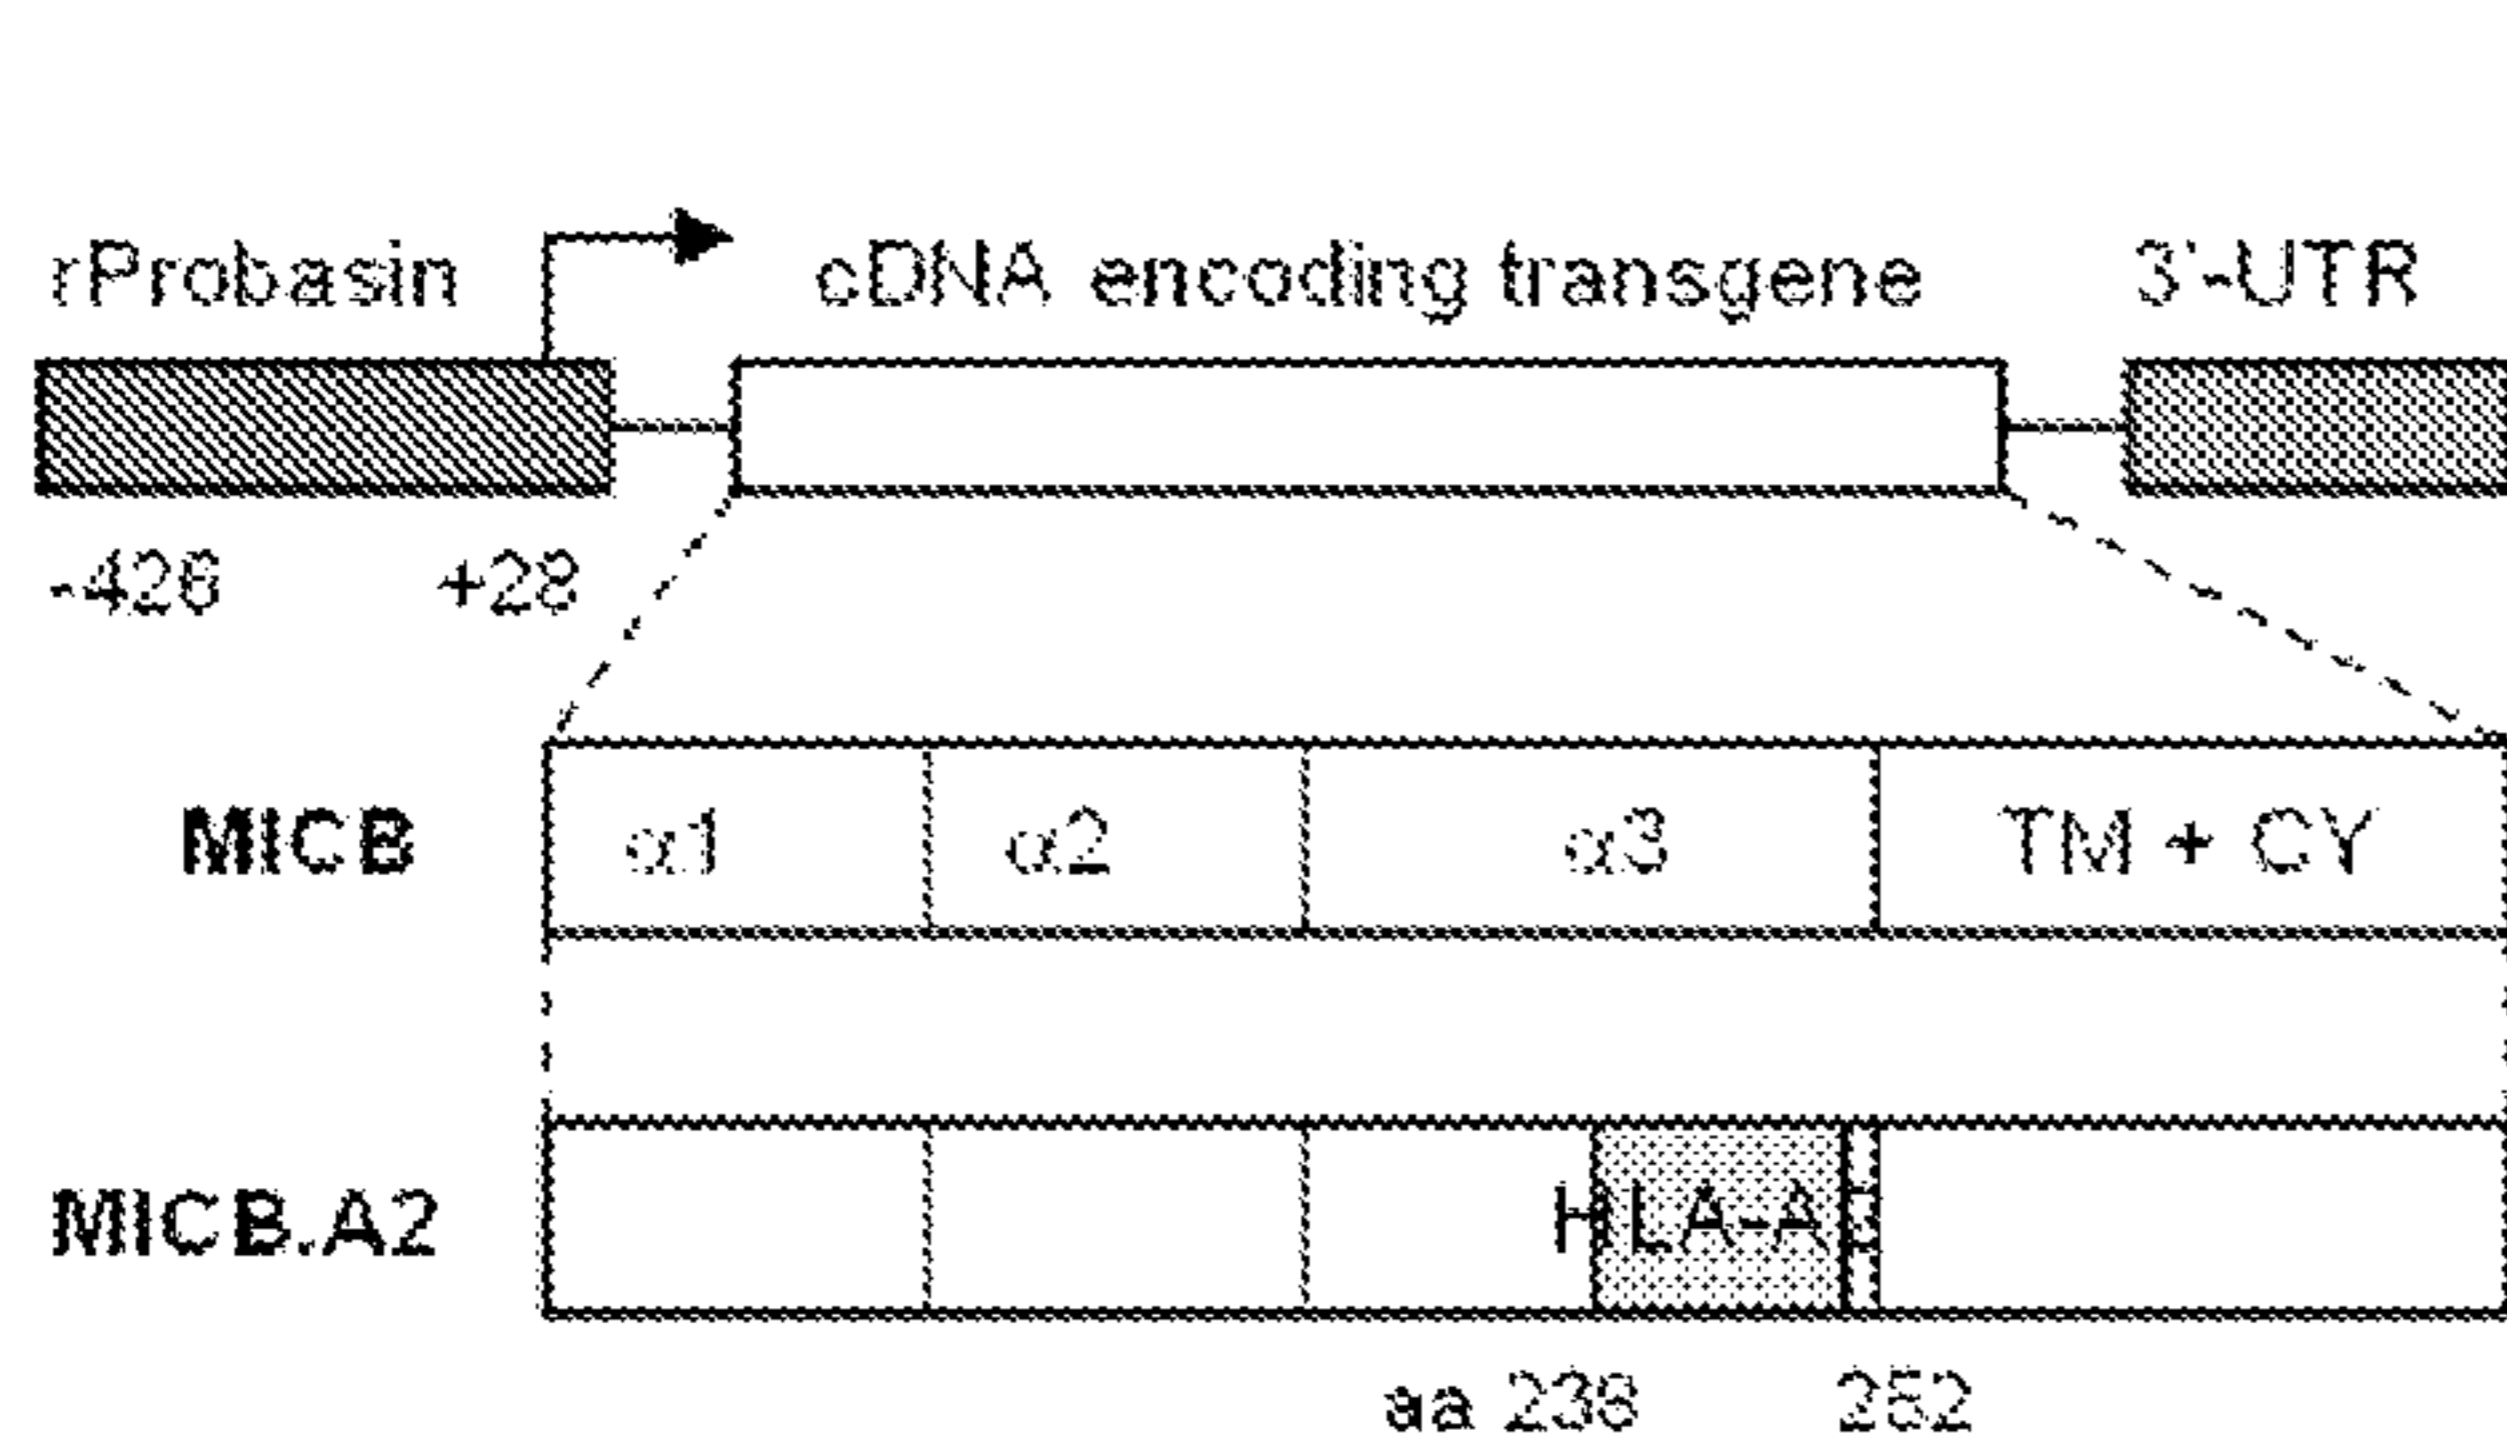 rProbasin cDNA encoding transgene 3'-UTR
-426 +28
MICB α1 α2 α3 TM + CY
MICB.A2 HLA-A
aa 238 252